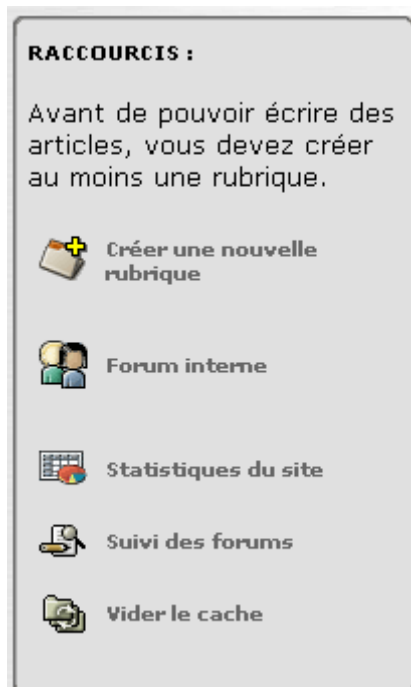 RACCOURCIS :
Avant de pouvoir écrire des
articles, vous devez créer
au moins une rubrique.
Créer une nouvelle
rubrique
Forum interne
Statistiques du site
Suivi des forums
Vider le cache